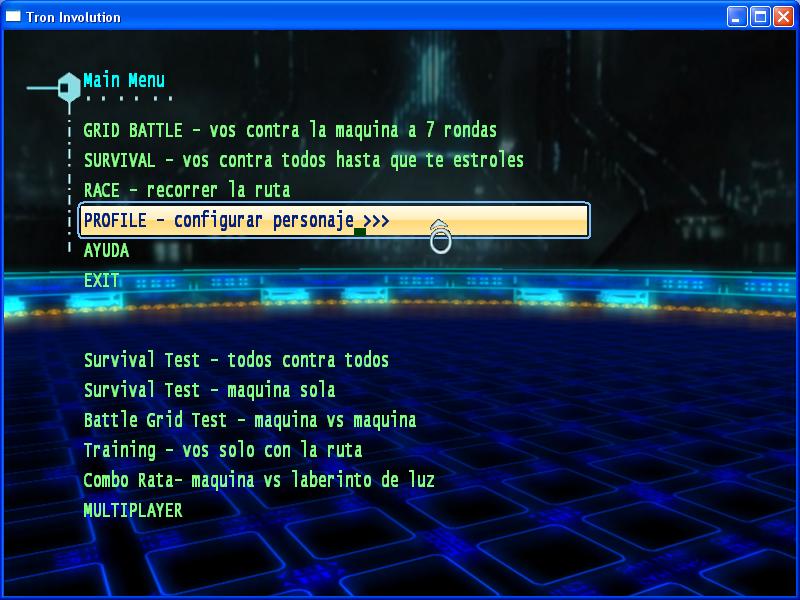 Tron Involution
Main Menu
GRID BATTLE - vos contra la maquina a 7 rondas
SURVIVAL - vos contra todos hasta que te estroles
RACE - recorrer la ruta
PROFILE - configurar personaje >>>
AYUDA
EXIT
Survival Test - todos contra todos
Survival Test - maquina sola
Battle Grid Test - maquina vs maquina
Training - vos solo con la ruta
Combo Rata- maquina vs laberinto de luz
MULTIPLAYER